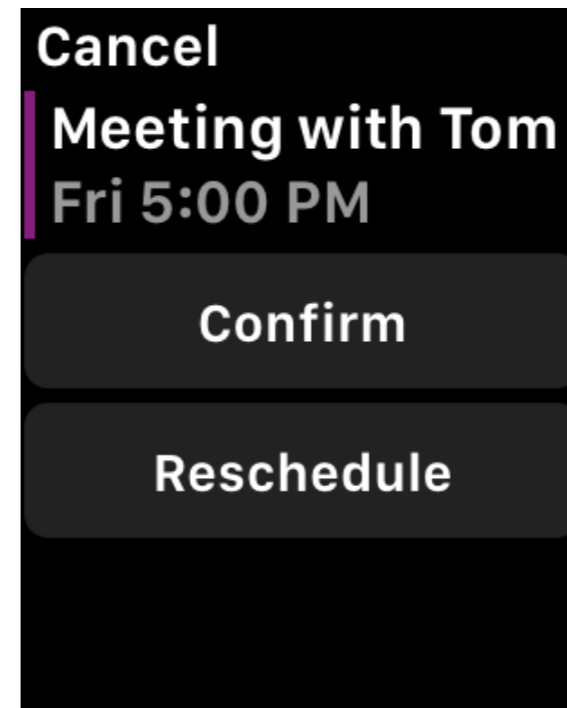 Cancel
Meeting with Tom
Fri 5:00 PM
Confirm
Reschedule